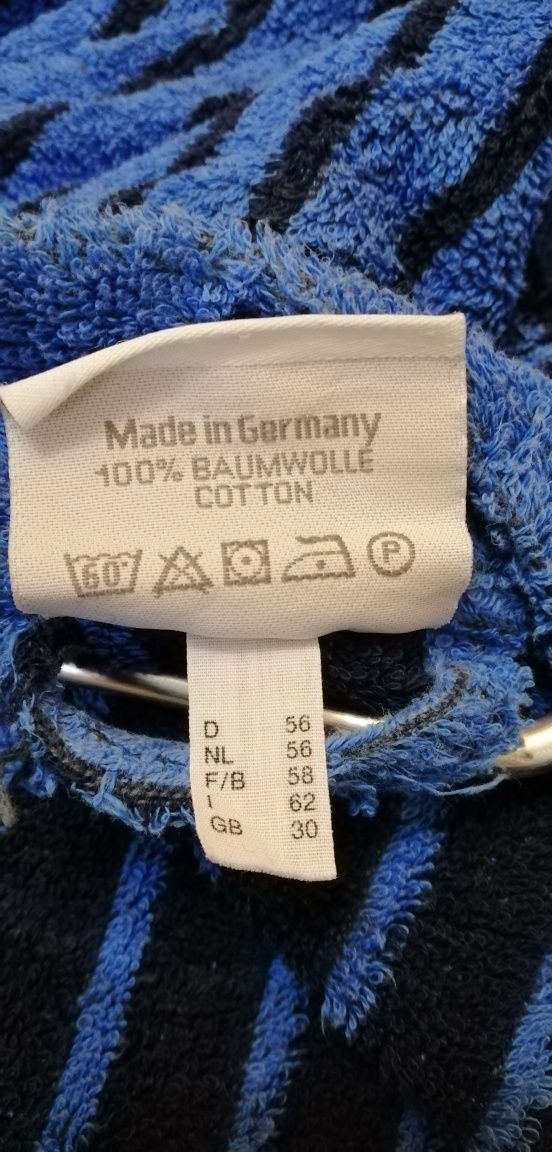 Made in Germany
100% BAUMWOLLE
COTTON
60° P
D 56
NL 56
F/B 58
I 62
GB 30